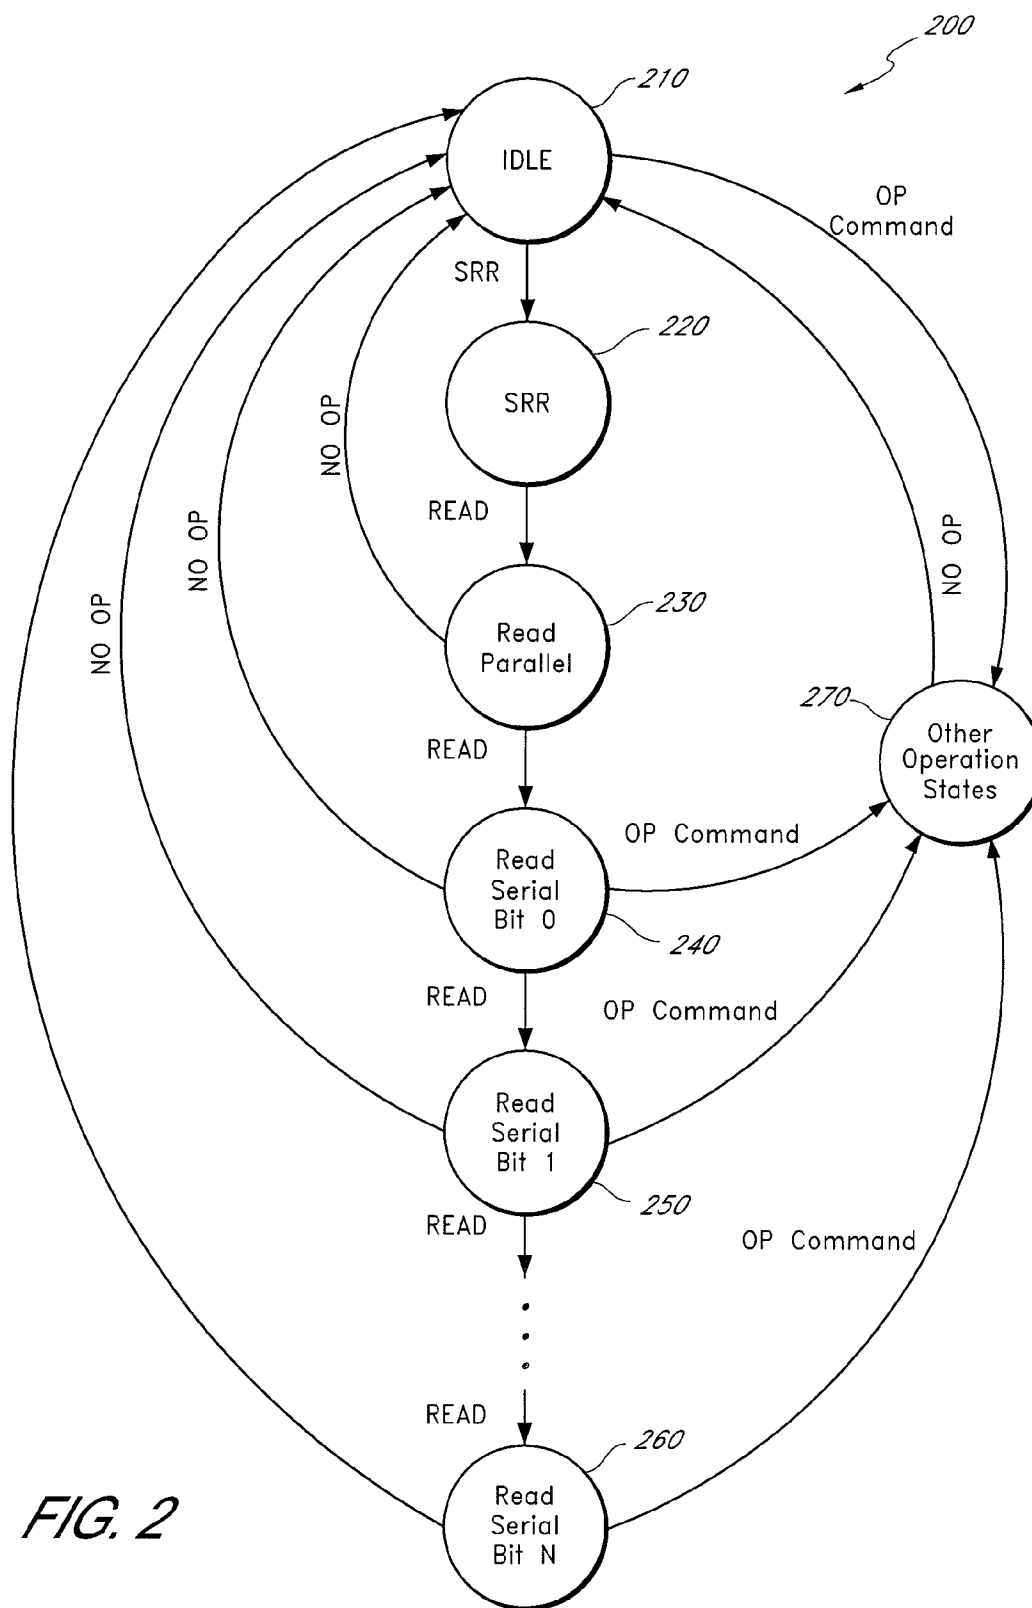 200
210
IDLE
OP
Command
SRR
220
SRR
NO OP
READ
NO OP
NO OP
NO OP
230
Read
Parallel
270
Other
Operation
States
READ
OP Command
Read
Serial
Bit 0
240
READ
OP Command
Read
Serial
Bit 1
250
READ
OP Command
READ
260
Read
Serial
Bit N
FIG. 2